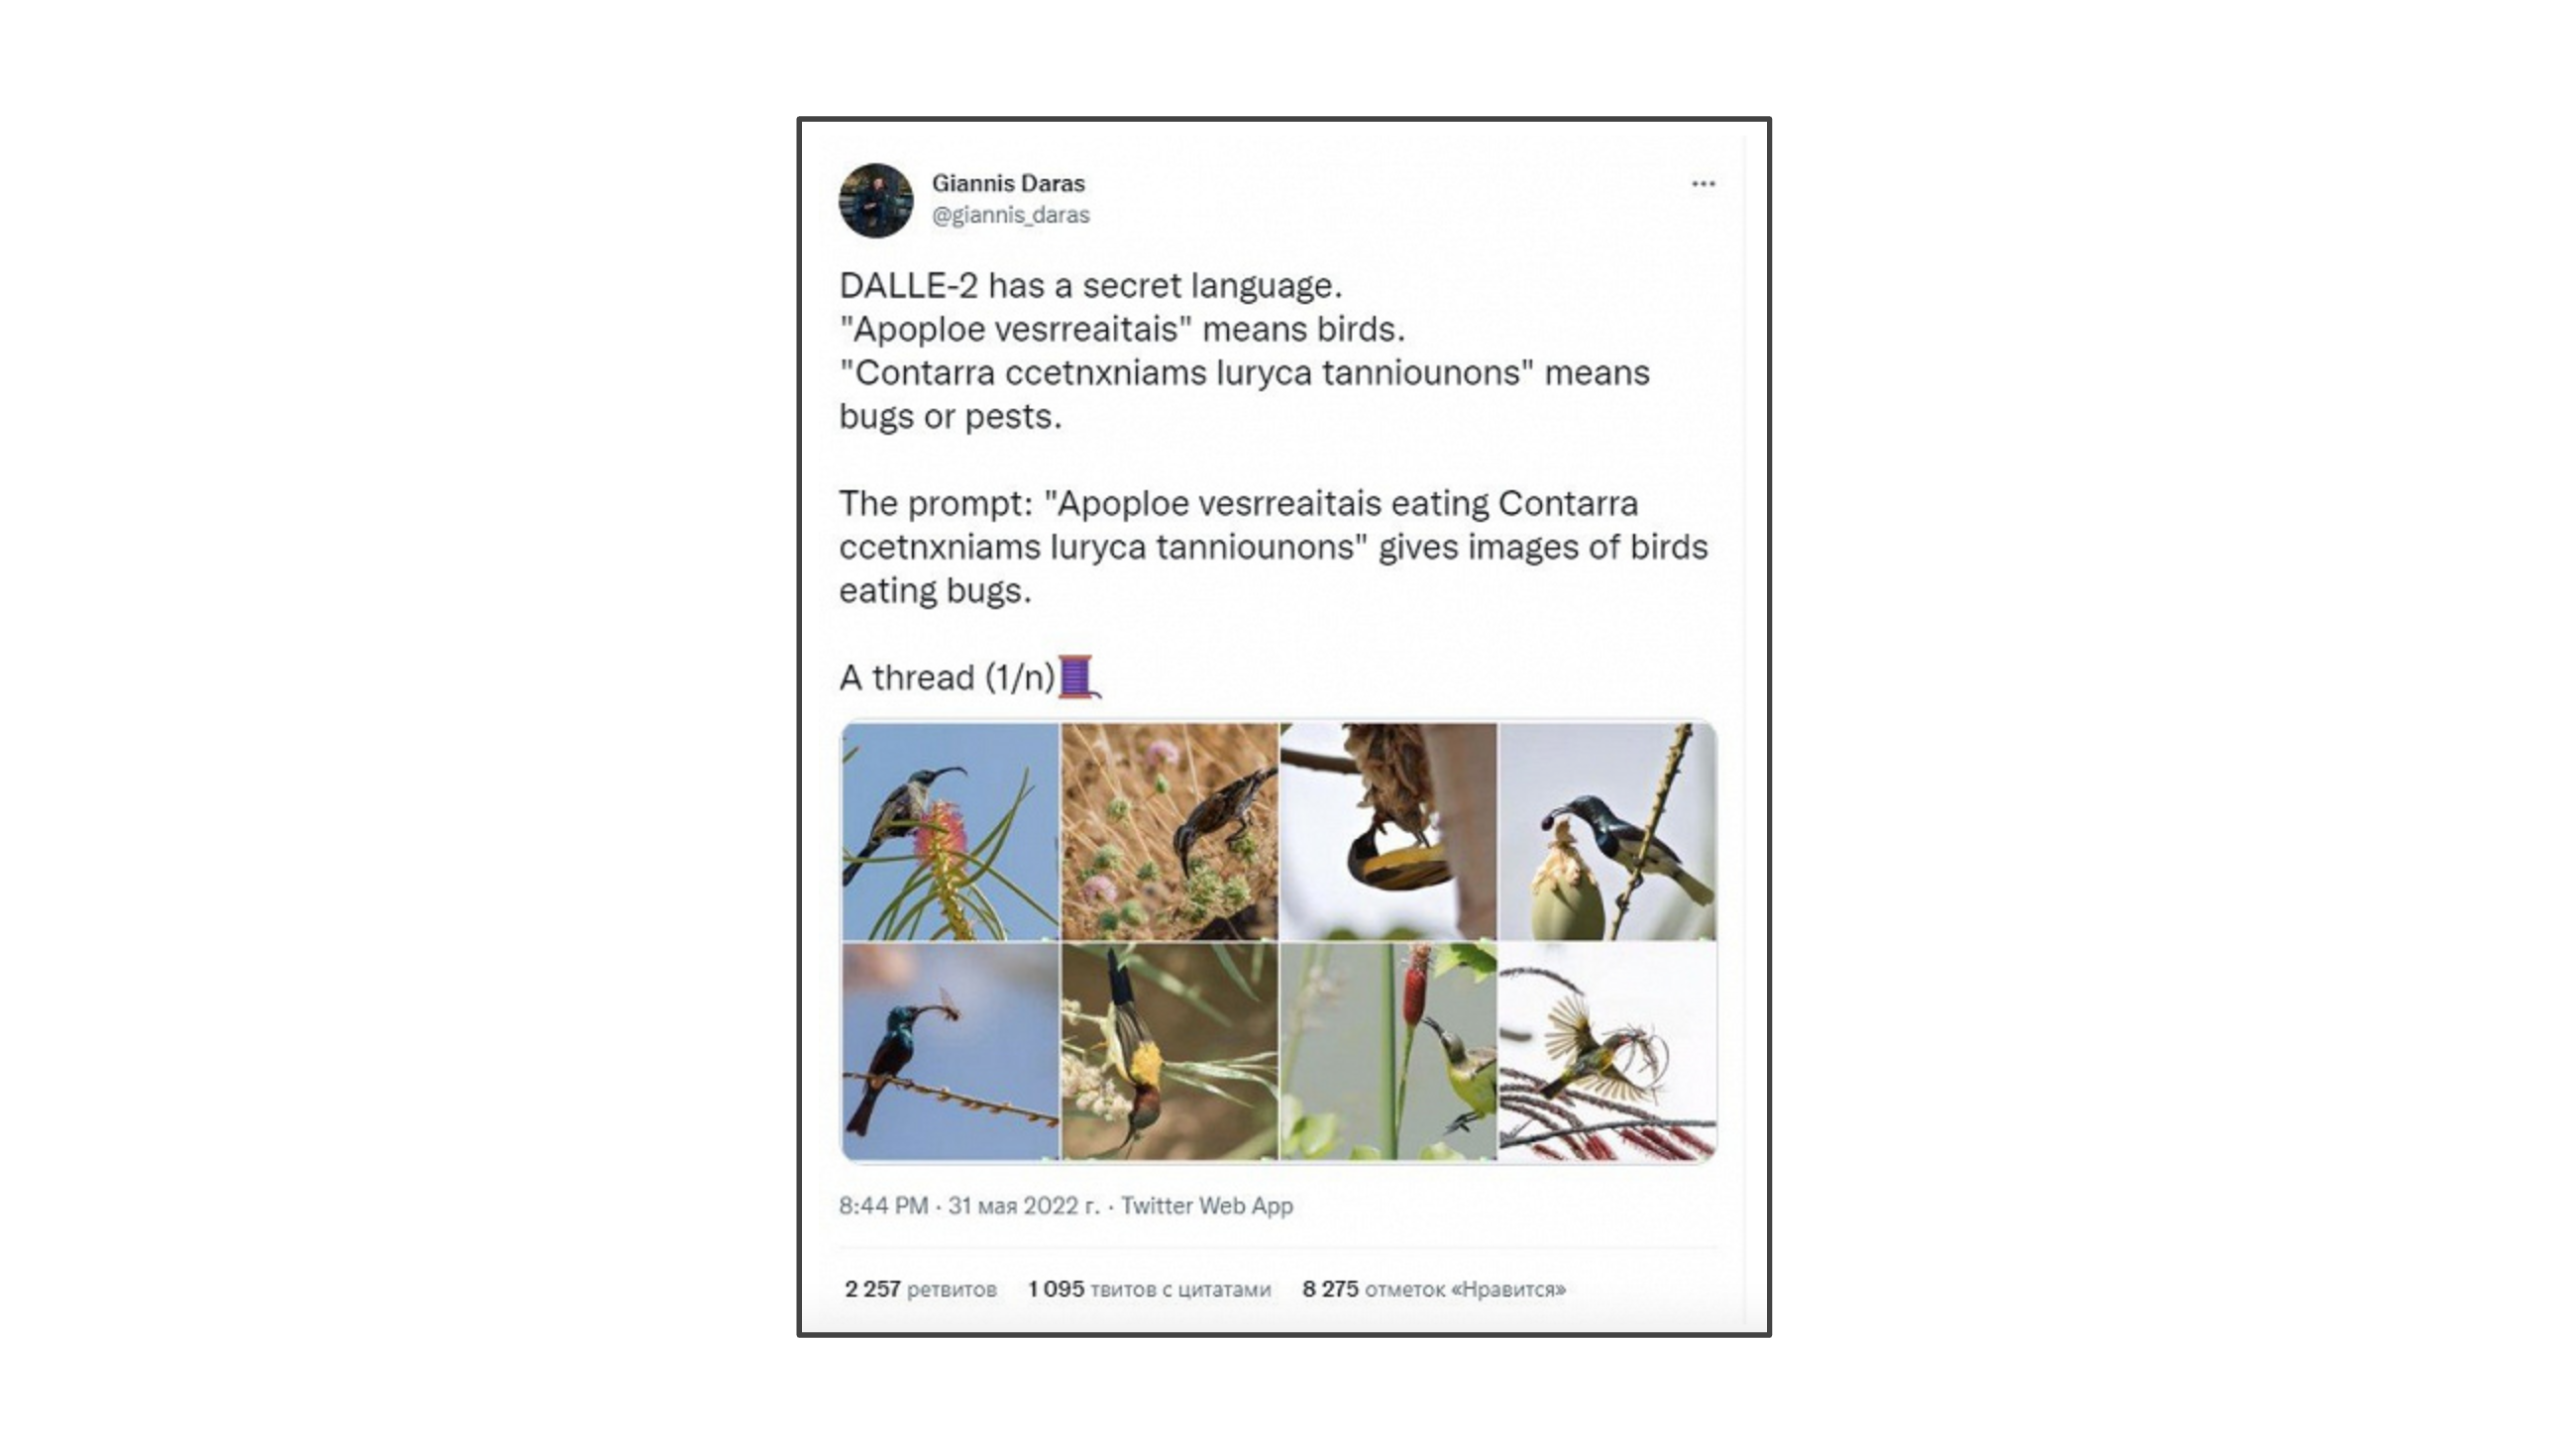 Giannis Daras
@giannis_daras
DALLE-2 has a secret language.
"Apoploe vesrreaitais" means birds.
"Contarra ccetnxniams luryca tanniounons" means
bugs or pests.
The prompt: "Apoploe vesrreaitais eating Contarra
ccetnxniams luryca tanniounons" gives images of birds
eating bugs.
A thread (1/n)🧵
8:44 PM · 31 мая 2022 г. · Twitter Web App
2 257 ретвитов 1 095 твитов с цитатами 8 275 отметок «Нравится»